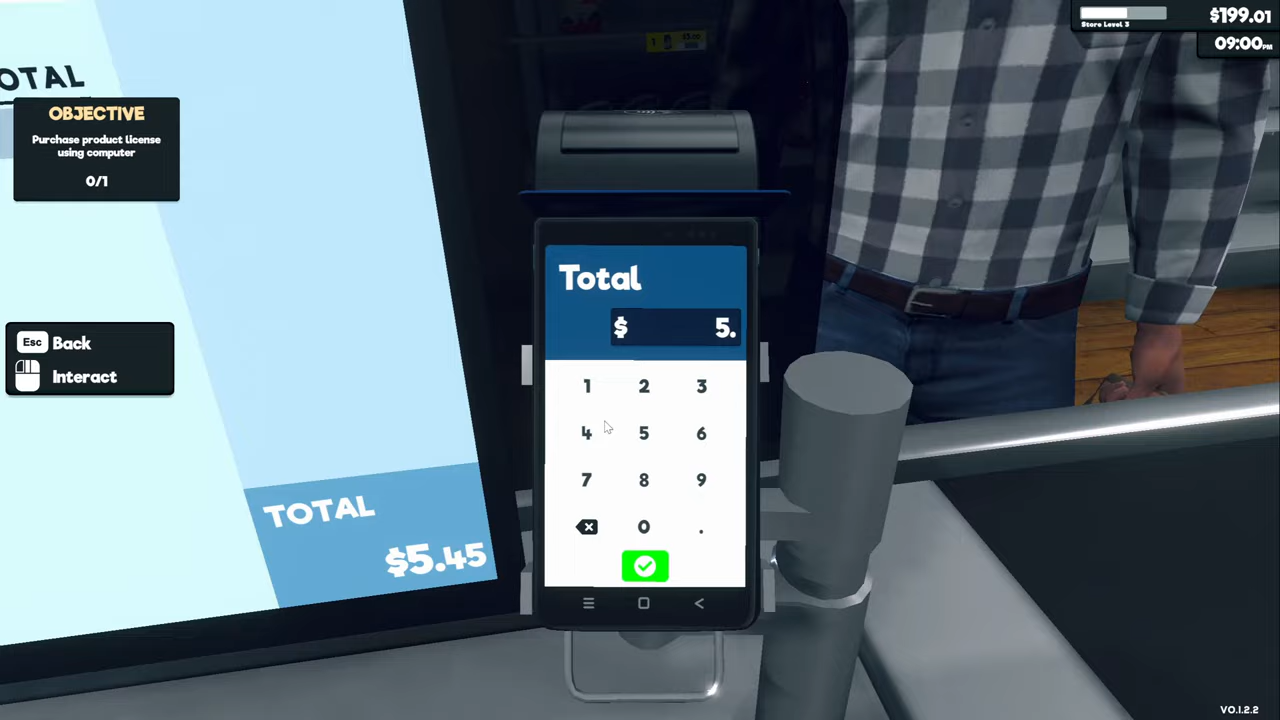 OTAL
OBJECTIVE
Purchase product license
using computer
0/1
Esc Back
Interact
TOTAL
$5.45
Total
$ 5.
1 2 3
4 5 6
7 8 9
0 .
Store Level 3
$199.01
09:00PM
V0.1.2.2